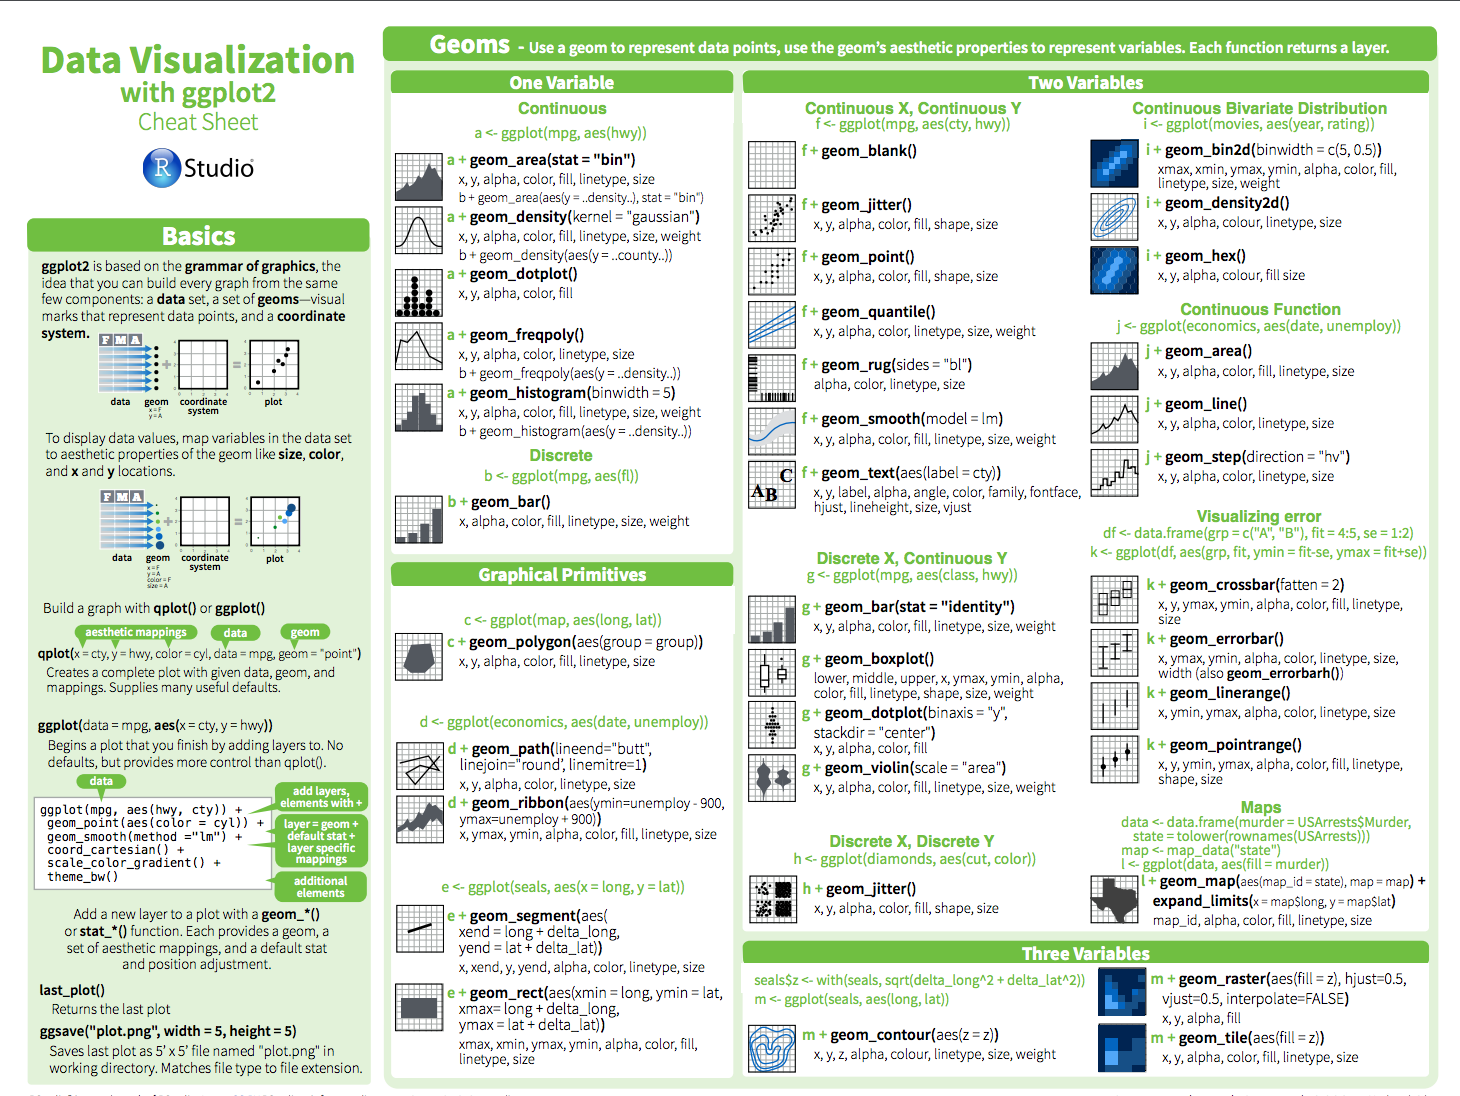 Data Visualization
with ggplot2
Cheat Sheet
R Studio®
Basics
ggplot2 is based on the grammar of graphics, the
idea that you can build every graph from the same
few components: a data set, a set of geoms—visual
marks that represent data points, and a coordinate
system.
F M A
data geom coordinate plot
x = F system
y = A
To display data values, map variables in the data set
to aesthetic properties of the geom like size, color,
and x and y locations.
F M A
data geom coordinate plot
x = F system
y = A
color = F
size = A
Build a graph with qplot() or ggplot()
aesthetic mappings data geom
qplot(x = cty, y = hwy, color = cyl, data = mpg, geom = "point")
Creates a complete plot with given data, geom, and
mappings. Supplies many useful defaults.
ggplot(data = mpg, aes(x = cty, y = hwy))
Begins a plot that you finish by adding layers to. No
defaults, but provides more control than qplot().
data
ggplot(mpg, aes(hwy, cty)) +
geom_point(aes(color = cyl)) +
geom_smooth(method ="lm") +
coord_cartesian() +
scale_color_gradient() +
theme_bw()
add layers,
elements with +
layer = geom +
default stat +
layer specific
mappings
additional
elements
Add a new layer to a plot with a geom_*()
or stat_*() function. Each provides a geom, a
set of aesthetic mappings, and a default stat
and position adjustment.
last_plot()
Returns the last plot
ggsave("plot.png", width = 5, height = 5)
Saves last plot as 5’ x 5’ file named "plot.png" in
working directory. Matches file type to file extension.
Geoms - Use a geom to represent data points, use the geom’s aesthetic properties to represent variables. Each function returns a layer.
One Variable
Continuous
a <- ggplot(mpg, aes(hwy))
a + geom_area(stat = "bin")
x, y, alpha, color, fill, linetype, size
b + geom_area(aes(y = ..density..), stat = "bin")
a + geom_density(kernel = "gaussian")
x, y, alpha, color, fill, linetype, size, weight
b + geom_density(aes(y = ..county..))
a + geom_dotplot()
x, y, alpha, color, fill
a + geom_freqpoly()
x, y, alpha, color, linetype, size
b + geom_freqpoly(aes(y = ..density..))
a + geom_histogram(binwidth = 5)
x, y, alpha, color, fill, linetype, size, weight
b + geom_histogram(aes(y = ..density..))
Discrete
b <- ggplot(mpg, aes(fl))
b + geom_bar()
x, alpha, color, fill, linetype, size, weight
Graphical Primitives
c <- ggplot(map, aes(long, lat))
c + geom_polygon(aes(group = group))
x, y, alpha, color, fill, linetype, size
d <- ggplot(economics, aes(date, unemploy))
d + geom_path(lineend="butt",
linejoin="round’, linemitre=1)
x, y, alpha, color, linetype, size
d + geom_ribbon(aes(ymin=unemploy - 900,
ymax=unemploy + 900))
x, ymax, ymin, alpha, color, fill, linetype, size
e <- ggplot(seals, aes(x = long, y = lat))
e + geom_segment(aes(
xend = long + delta_long,
yend = lat + delta_lat))
x, xend, y, yend, alpha, color, linetype, size
e + geom_rect(aes(xmin = long, ymin = lat,
xmax= long + delta_long,
ymax = lat + delta_lat))
xmax, xmin, ymax, ymin, alpha, color, fill,
linetype, size
Two Variables
Continuous X, Continuous Y
f <- ggplot(mpg, aes(cty, hwy))
f + geom_blank()
f + geom_jitter()
x, y, alpha, color, fill, shape, size
f + geom_point()
x, y, alpha, color, fill, shape, size
f + geom_quantile()
x, y, alpha, color, linetype, size, weight
f + geom_rug(sides = "bl")
alpha, color, linetype, size
f + geom_smooth(model = lm)
x, y, alpha, color, fill, linetype, size, weight
C
A B
f + geom_text(aes(label = cty))
x, y, label, alpha, angle, color, family, fontface,
hjust, lineheight, size, vjust
Discrete X, Continuous Y
g <- ggplot(mpg, aes(class, hwy))
g + geom_bar(stat = "identity")
x, y, alpha, color, fill, linetype, size, weight
g + geom_boxplot()
lower, middle, upper, x, ymax, ymin, alpha,
color, fill, linetype, shape, size, weight
g + geom_dotplot(binaxis = "y",
stackdir = "center")
x, y, alpha, color, fill
g + geom_violin(scale = "area")
x, y, alpha, color, fill, linetype, size, weight
Discrete X, Discrete Y
h <- ggplot(diamonds, aes(cut, color))
h + geom_jitter()
x, y, alpha, color, fill, shape, size
Continuous Bivariate Distribution
i <- ggplot(movies, aes(year, rating))
i + geom_bin2d(binwidth = c(5, 0.5))
xmax, xmin, ymax, ymin, alpha, color, fill,
linetype, size, weight
i + geom_density2d()
x, y, alpha, colour, linetype, size
i + geom_hex()
x, y, alpha, colour, fill size
Continuous Function
j <- ggplot(economics, aes(date, unemploy))
j + geom_area()
x, y, alpha, color, fill, linetype, size
j + geom_line()
x, y, alpha, color, linetype, size
j + geom_step(direction = "hv")
x, y, alpha, color, linetype, size
Visualizing error
df <- data.frame(grp = c("A", "B"), fit = 4:5, se = 1:2)
k <- ggplot(df, aes(grp, fit, ymin = fit-se, ymax = fit+se))
k + geom_crossbar(fatten = 2)
x, y, ymax, ymin, alpha, color, fill, linetype,
size
k + geom_errorbar()
x, ymax, ymin, alpha, color, linetype, size,
width (also geom_errorbarh())
k + geom_linerange()
x, ymin, ymax, alpha, color, linetype, size
k + geom_pointrange()
x, y, ymin, ymax, alpha, color, fill, linetype,
shape, size
Maps
data <- data.frame(murder = USArrests$Murder,
state = tolower(rownames(USArrests)))
map <- map_data("state")
l <- ggplot(data, aes(fill = murder))
l + geom_map(aes(map_id = state), map = map) +
expand_limits(x = map$long, y = map$lat)
map_id, alpha, color, fill, linetype, size
Three Variables
seals$z <- with(seals, sqrt(delta_long^2 + delta_lat^2))
m <- ggplot(seals, aes(long, lat))
m + geom_contour(aes(z = z))
x, y, z, alpha, colour, linetype, size, weight
m + geom_raster(aes(fill = z), hjust=0.5,
vjust=0.5, interpolate=FALSE)
x, y, alpha, fill
m + geom_tile(aes(fill = z))
x, y, alpha, color, fill, linetype, size